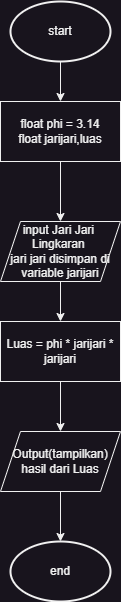 start
float phi = 3.14
float jarijari,luas
input Jari Jari
Lingkaran
jari jari disimpan di
variable jarijari
Luas = phi * jarijari *
jarijari
Output(tampilkan)
hasil dari Luas
end